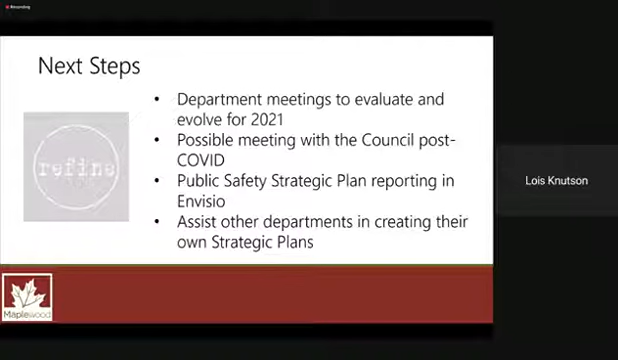 Recording
Next Steps
• Department meetings to evaluate and
evolve for 2021
• Possible meeting with the Council post-
COVID
• Public Safety Strategic Plan reporting in
Envisio
• Assist other departments in creating their
own Strategic Plans
refine
Lois Knutson
Maplewood